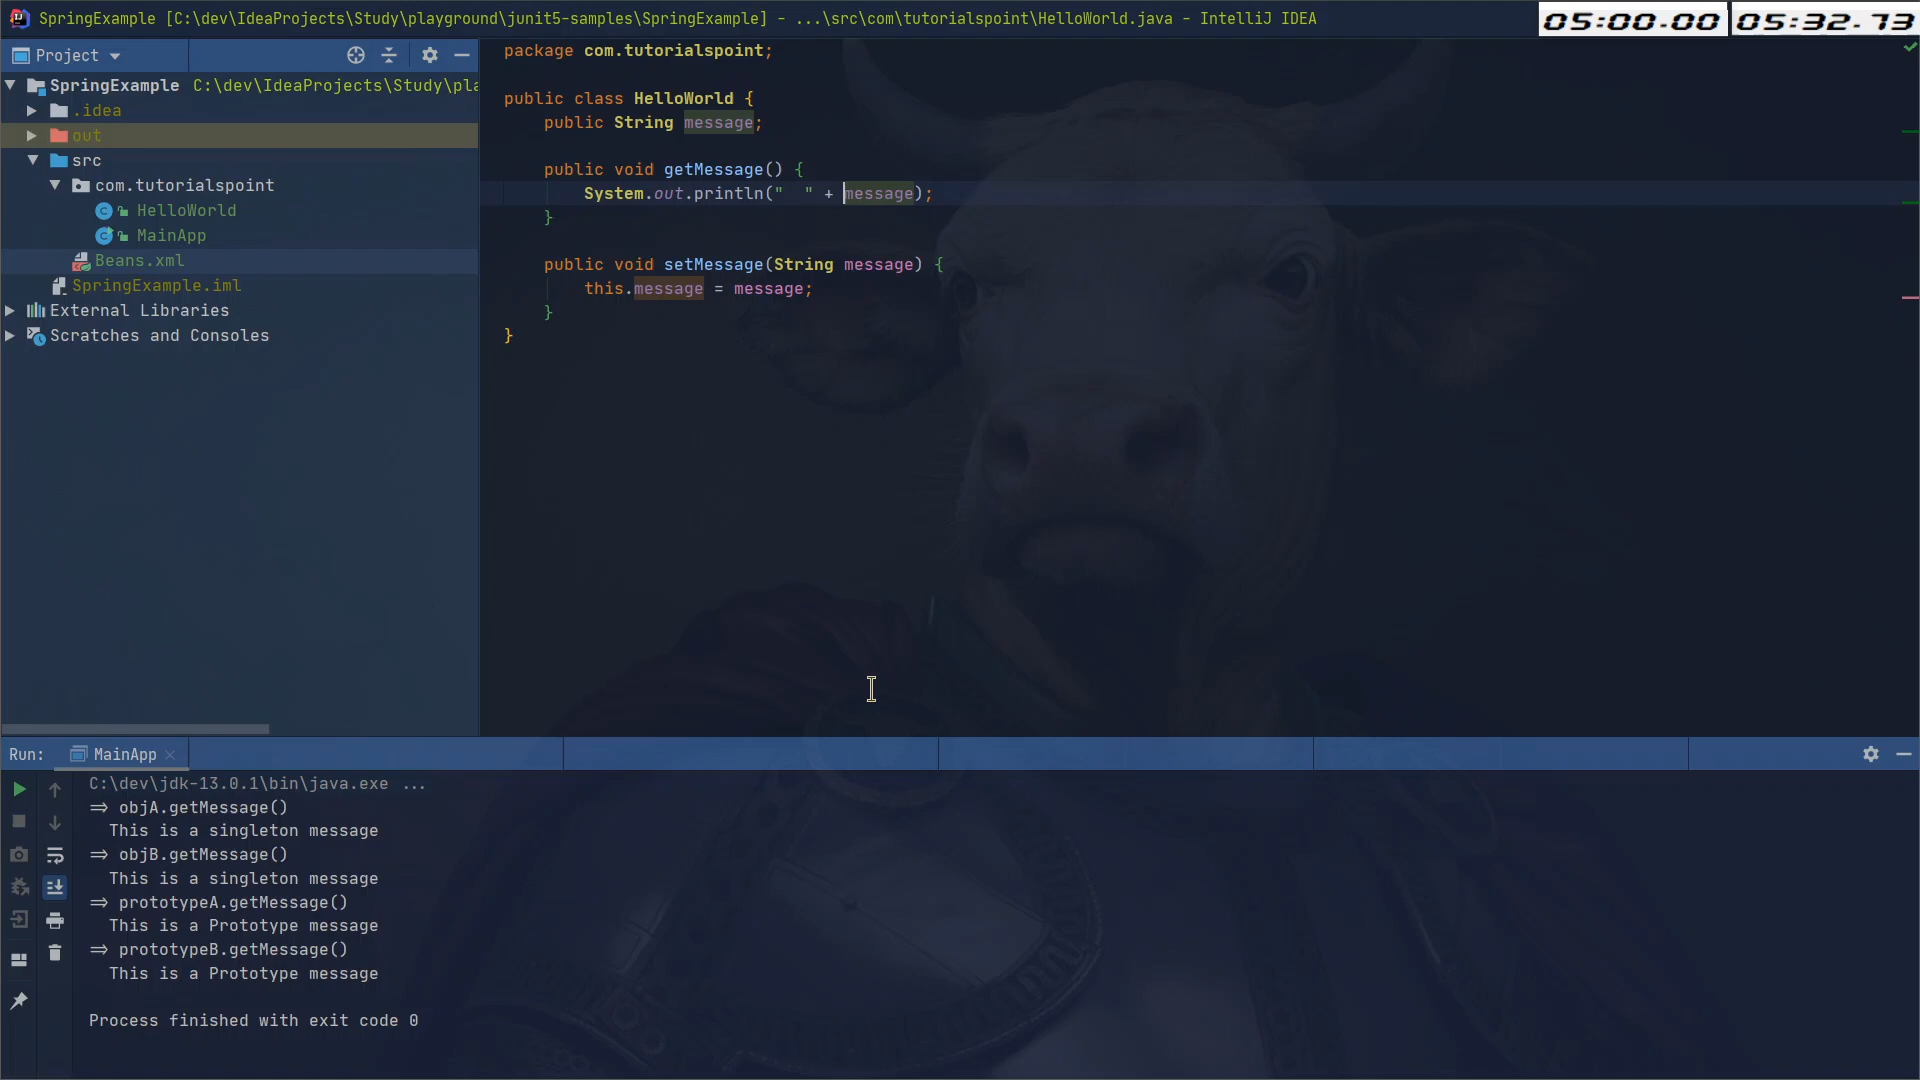 SpringExample [C:\dev\IdeaProjects\Study\playground\junit5-samples\SpringExample] - ...\src\com\tutorialspoint\HelloWorld.java - IntelliJ IDEA
05:00.00 05:32.73
Project
SpringExample C:\dev\IdeaProjects\Study\pla
.idea
out
src
com.tutorialspoint
HelloWorld
MainApp
Beans.xml
SpringExample.iml
External Libraries
Scratches and Consoles
package com.tutorialspoint;
public class HelloWorld {
public String message;
public void getMessage() {
System.out.println("  " + message);
}
public void setMessage(String message) {
this.message = message;
}
}
Run: MainApp
C:\dev\jdk-13.0.1\bin\java.exe ...
=> objA.getMessage()
This is a singleton message
=> objB.getMessage()
This is a singleton message
=> prototypeA.getMessage()
This is a Prototype message
=> prototypeB.getMessage()
This is a Prototype message
Process finished with exit code 0